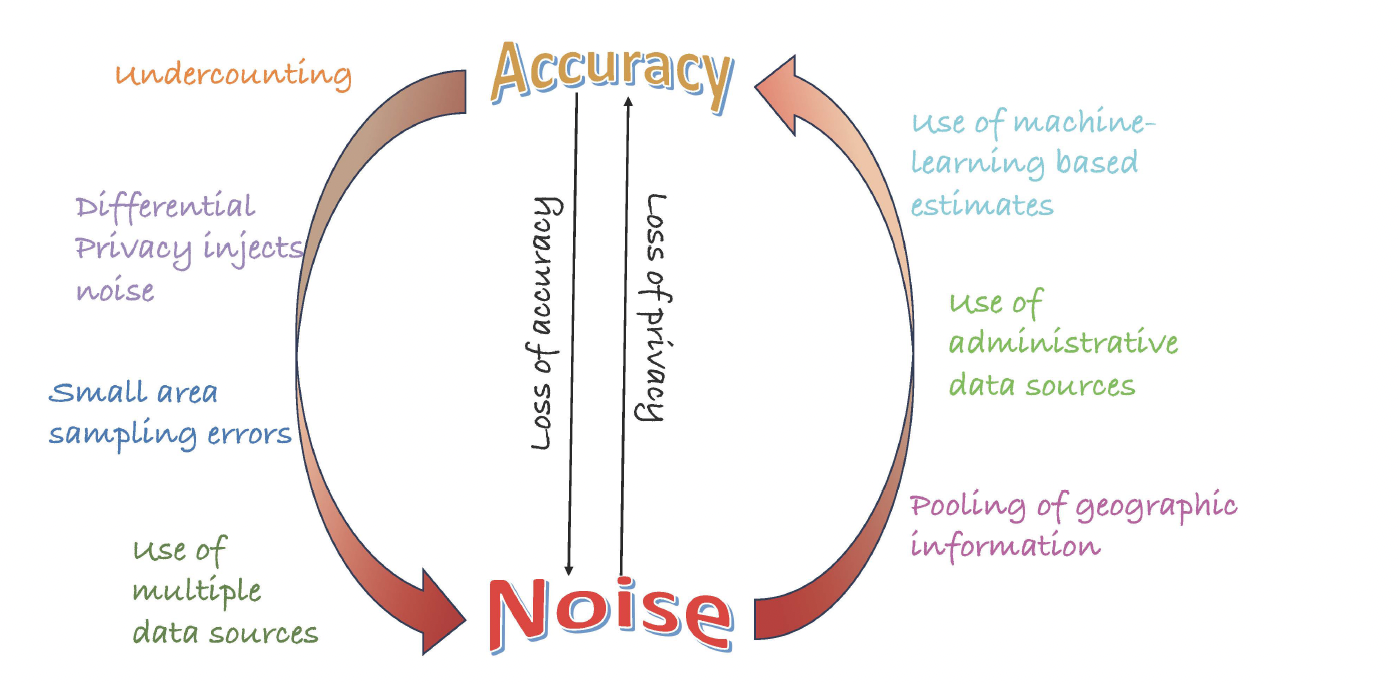 Accuracy
Undercounting
Differential
Privacy injects
noise
Small area
sampling errors
Use of
multiple
data sources
Loss of accuracy
Loss of privacy
Use of machine-
learning based
estimates
Use of
administrative
data sources
Pooling of geographic
information
Noise